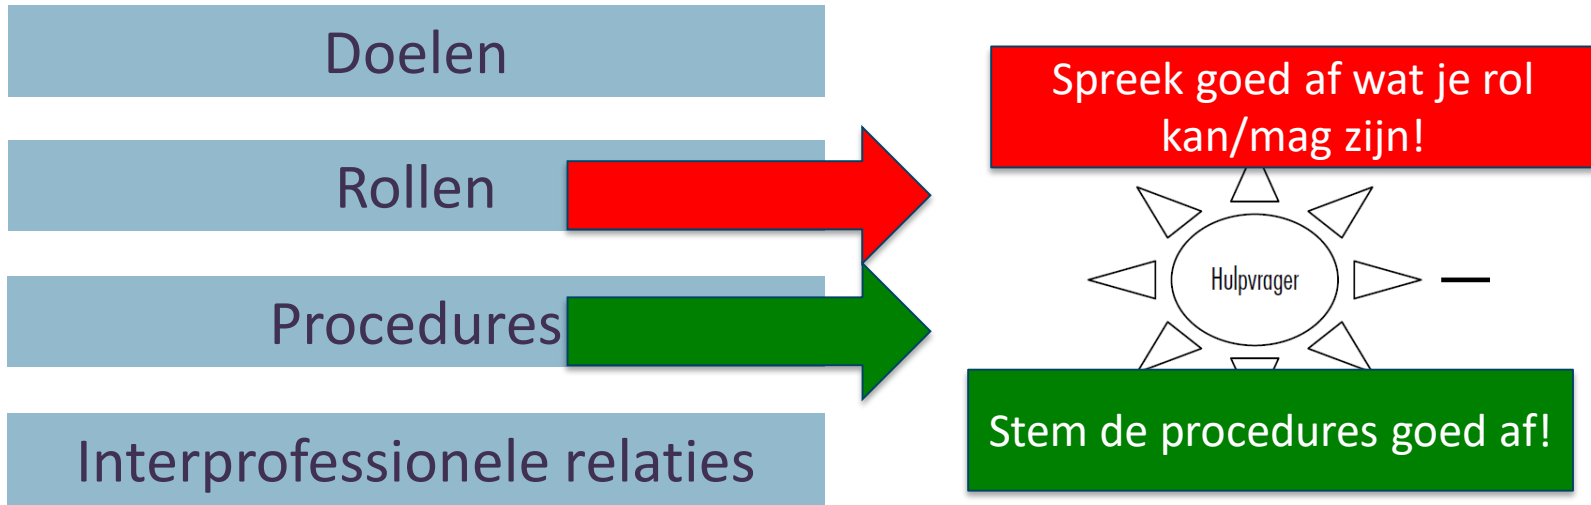 Doelen
Rollen
Procedures
Interprofessionele relaties
Spreek goed af wat je rol
kan/mag zijn!
Hulpvrager
Stem de procedures goed af!